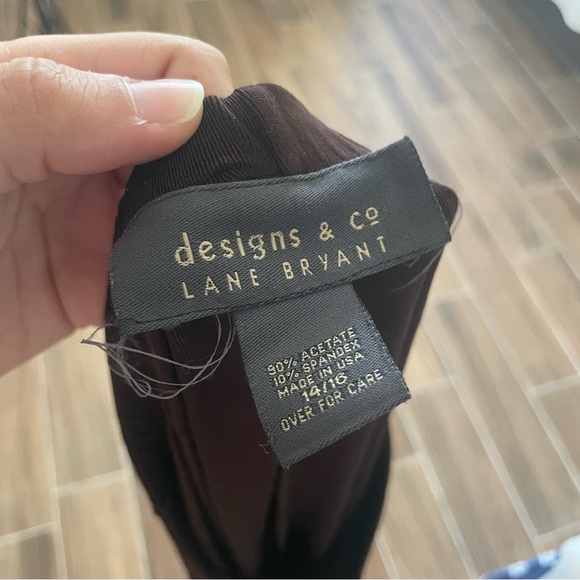 designs & Co
LANE BRYANT
90% ACETATE
10% SPANDEX
MADE IN USA
14/16
OVER FOR CARE